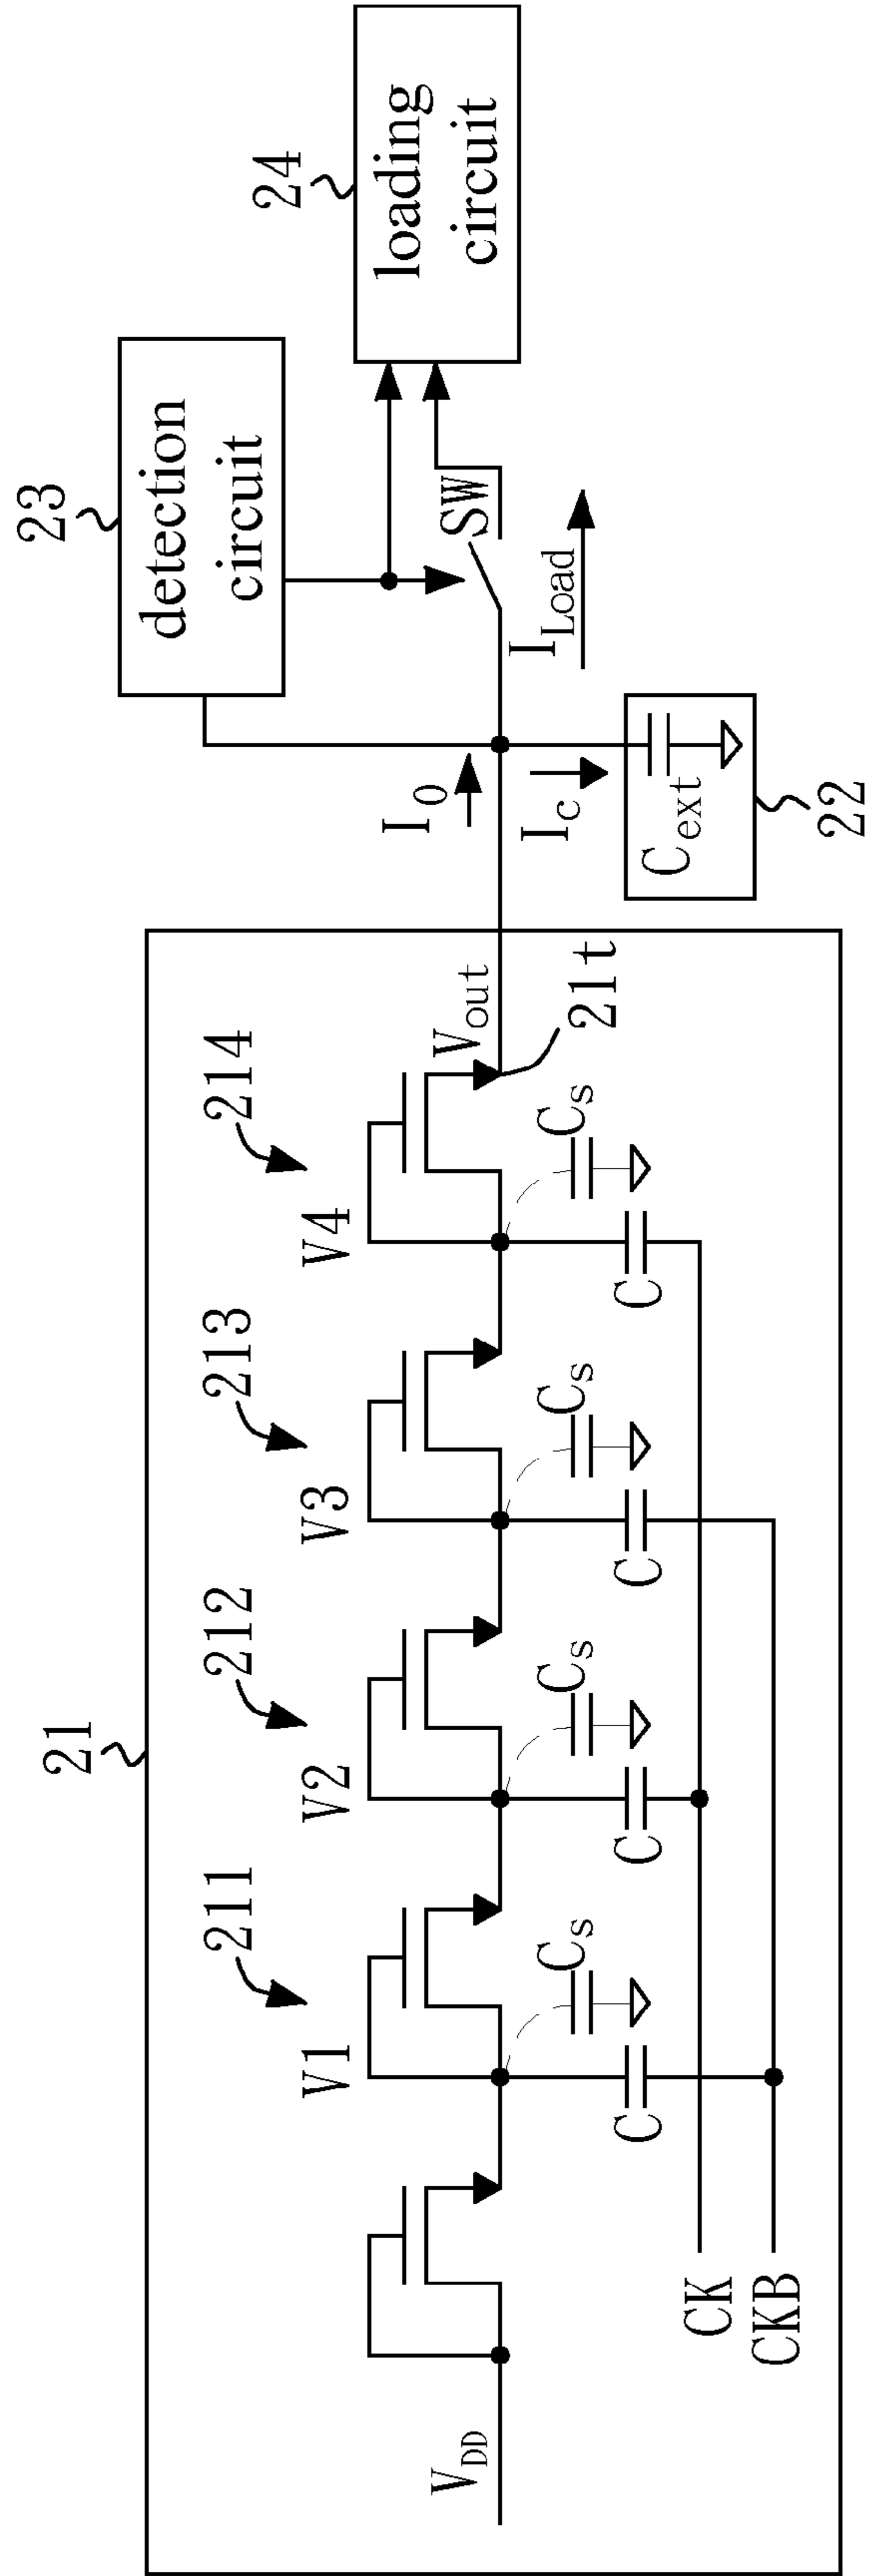 21
23
24
detection
circuit
loading
circuit
211
212
213
214
V1
V2
V3
V4
V_DD
V_out
21t
I_0
I_c
I_Load
SW
C
C_s
C
C_s
C
C_s
C
C_s
C_ext
22
CK
CKB